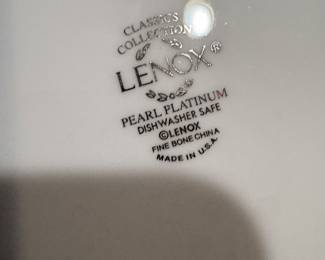 CLASSICS
COLLECTION
LENOX®
PEARL PLATINUM
DISHWASHER SAFE
©LENOX
FINE BONE CHINA
MADE IN U.S.A.